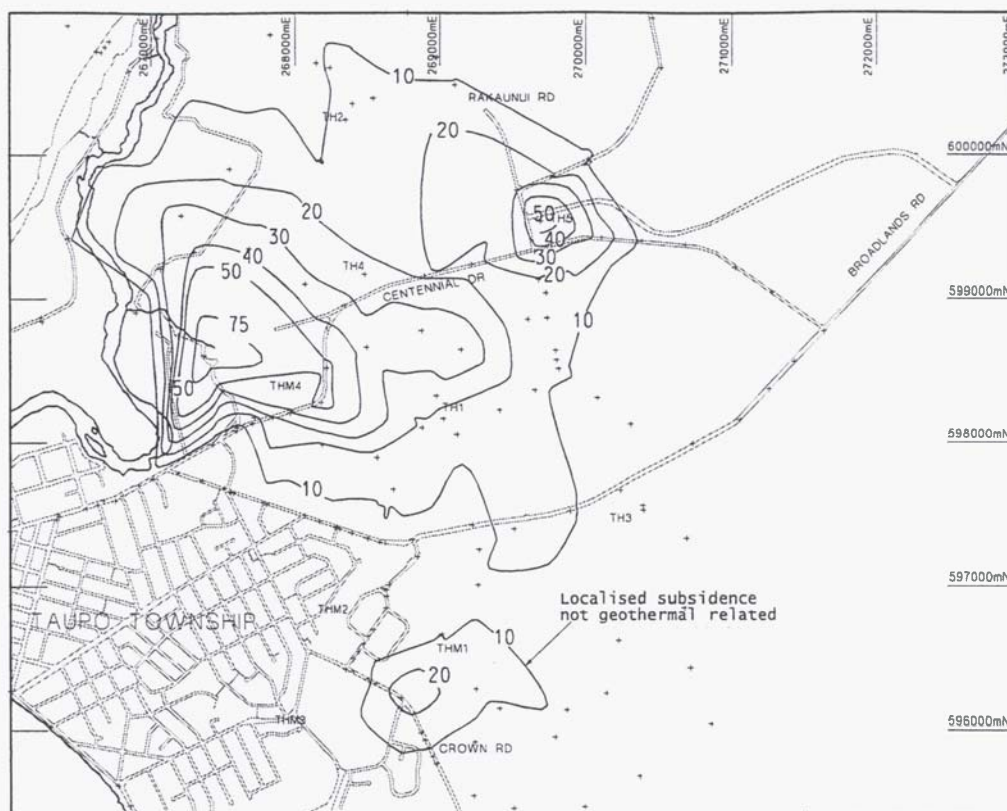 267000mE
268000mE
269000mE
270000mE
271000mE
272000mE
10
RAKAUNUI RD
TH2
20
600000mN
20
50
TH5
30
40
40
TH4
30
BROADLANDS RD
50
20
CENTENNIAL DR
599000mN
10
75
50
THM4
TH1
598000mN
10
TH3
597000mN
Localised subsidence
not geothermal related
THM2
TAUPO TOWNSHIP
10
THM1
20
THM3
596000mN
CROWN RD